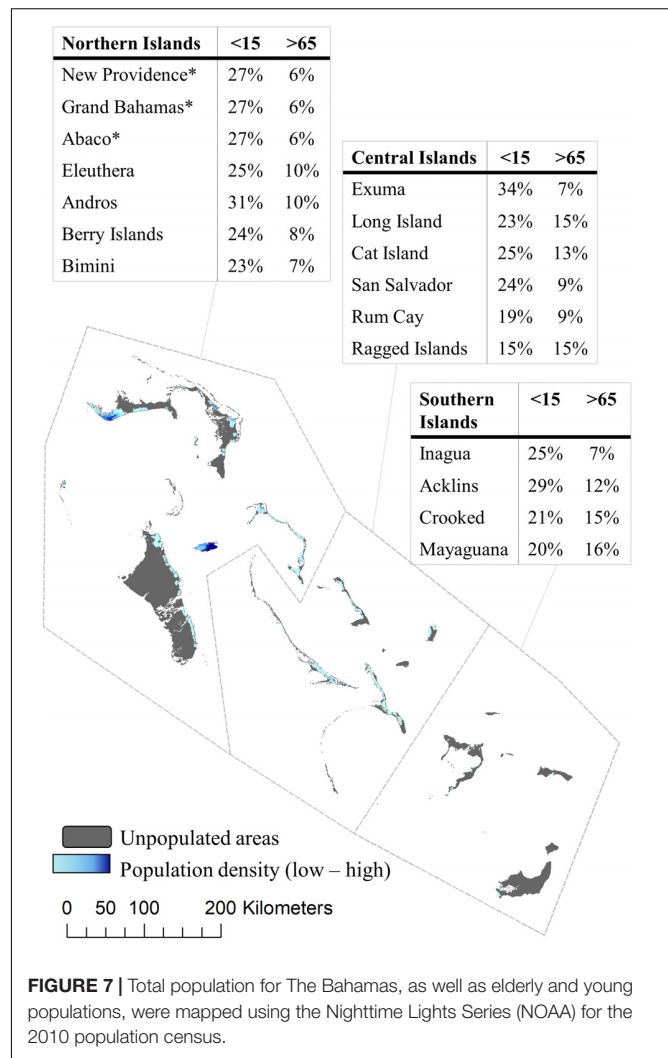 Northern Islands <15 >65
New Providence* 27% 6%
Grand Bahamas* 27% 6%
Abaco* 27% 6%
Eleuthera 25% 10%
Andros 31% 10%
Berry Islands 24% 8%
Bimini 23% 7%
Central Islands <15 >65
Exuma 34% 7%
Long Island 23% 15%
Cat Island 25% 13%
San Salvador 24% 9%
Rum Cay 19% 9%
Ragged Islands 15% 15%
Southern <15 >65
Islands
Inagua 25% 7%
Acklins 29% 12%
Crooked 21% 15%
Mayaguana 20% 16%
Unpopulated areas
Population density (low – high)
0 50 100 200 Kilometers
FIGURE 7 | Total population for The Bahamas, as well as elderly and young
populations, were mapped using the Nighttime Lights Series (NOAA) for the
2010 population census.